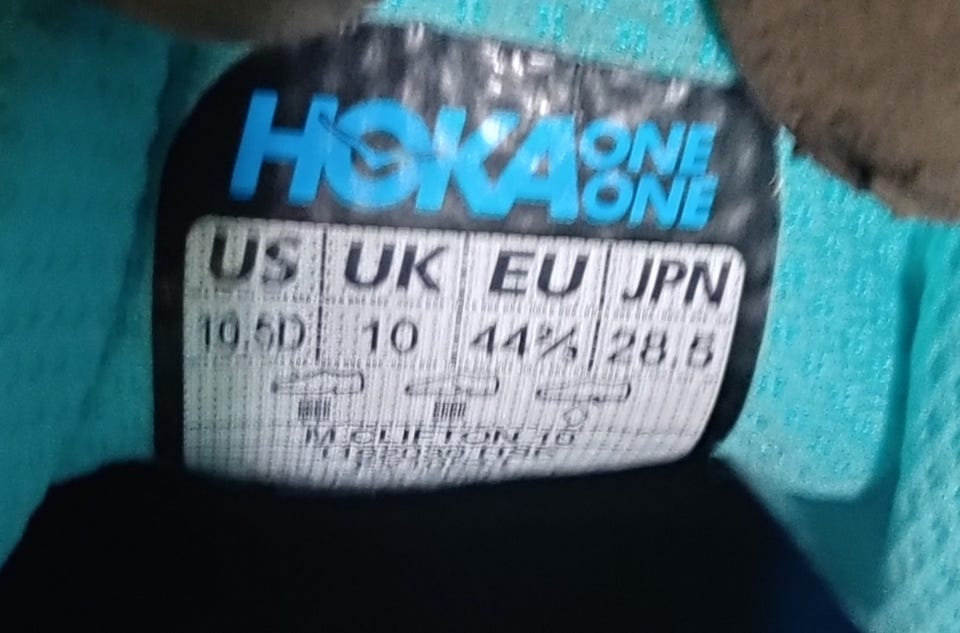 HOKA ONE ONE
US UK EU JPN
10.5D 10 44⅔ 28.5
M CLIFTON 10